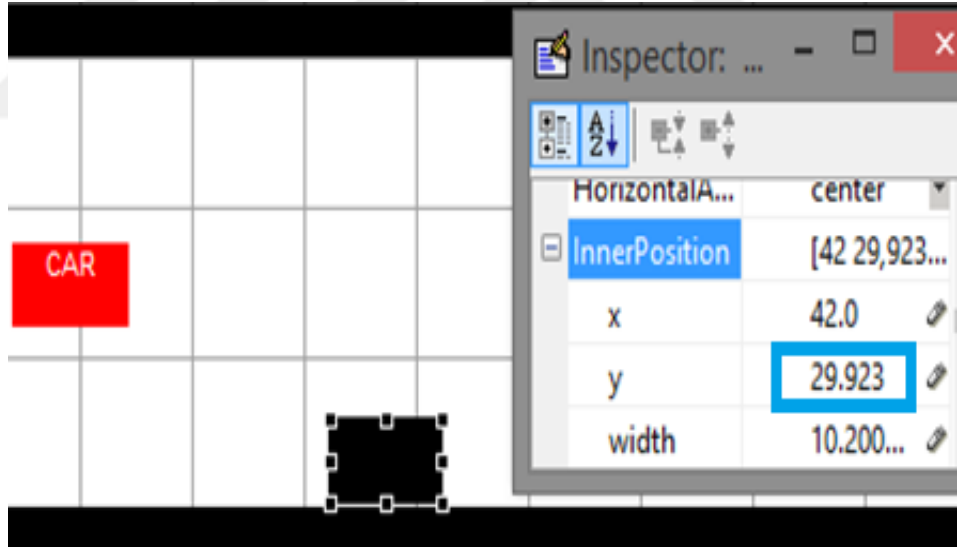 Inspector: ...
HorizontalA... center
InnerPosition [42 29,923...
x 42.0
y 29.923
width 10.200...
CAR